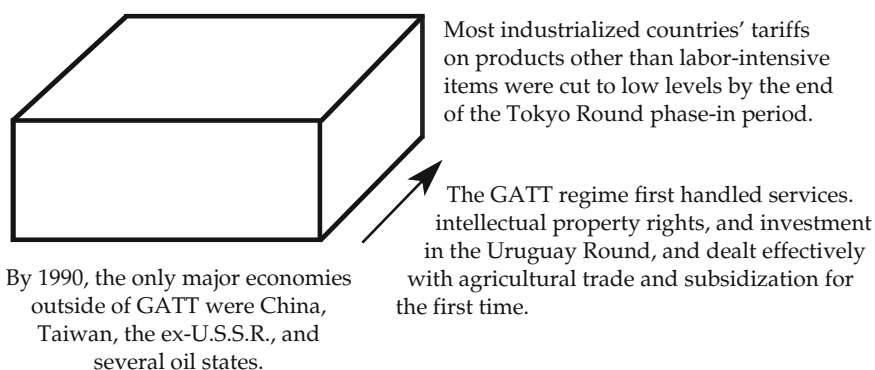 Most industrialized countries’ tariffs
on products other than labor-intensive
items were cut to low levels by the end
of the Tokyo Round phase-in period.
The GATT regime first handled services.
intellectual property rights, and investment
in the Uruguay Round, and dealt effectively
with agricultural trade and subsidization for
the first time.
By 1990, the only major economies
outside of GATT were China,
Taiwan, the ex-U.S.S.R., and
several oil states.